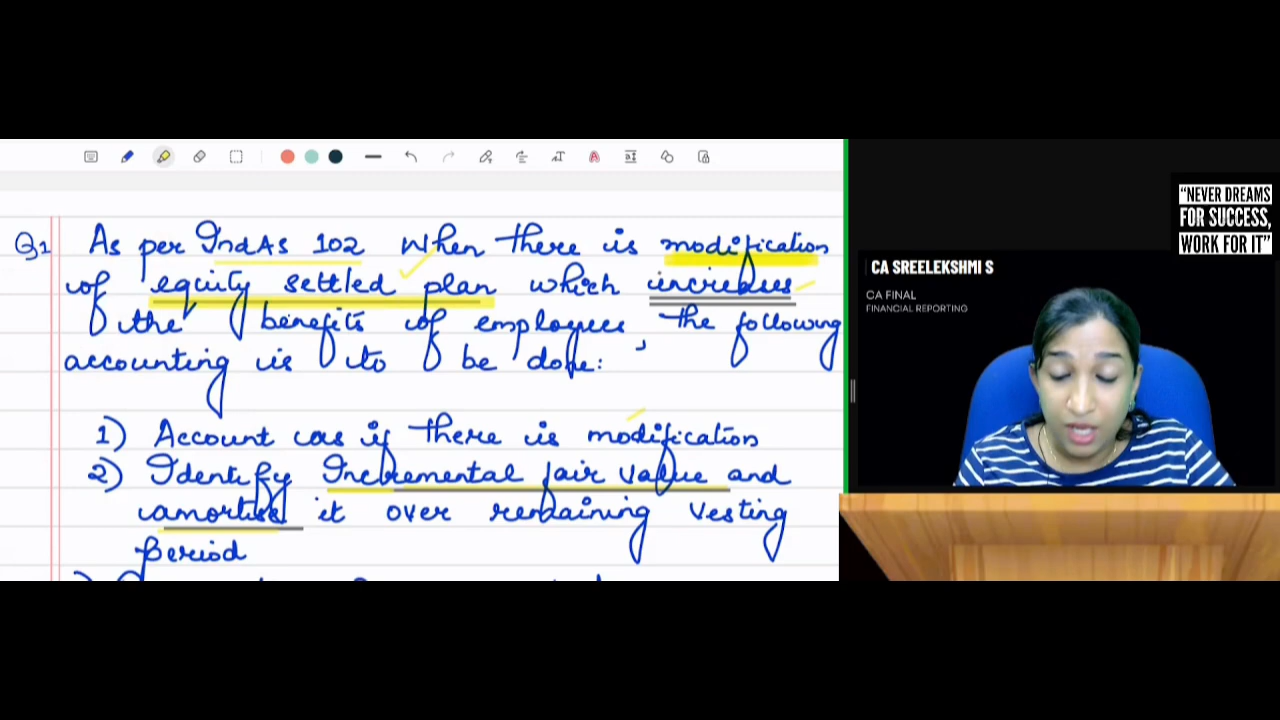 Q1 As per IndAs 102 when there is modification
of equity settled plan which increases
of the benefits of employees, the following
accounting is to be done:
1) Account as if there is modification
2) Identify Incremental fair value and
amortise it over remaining vesting
period
"NEVER DREAMS
FOR SUCCESS,
WORK FOR IT"
CA SREELEKSHMI S
CA FINAL
FINANCIAL REPORTING